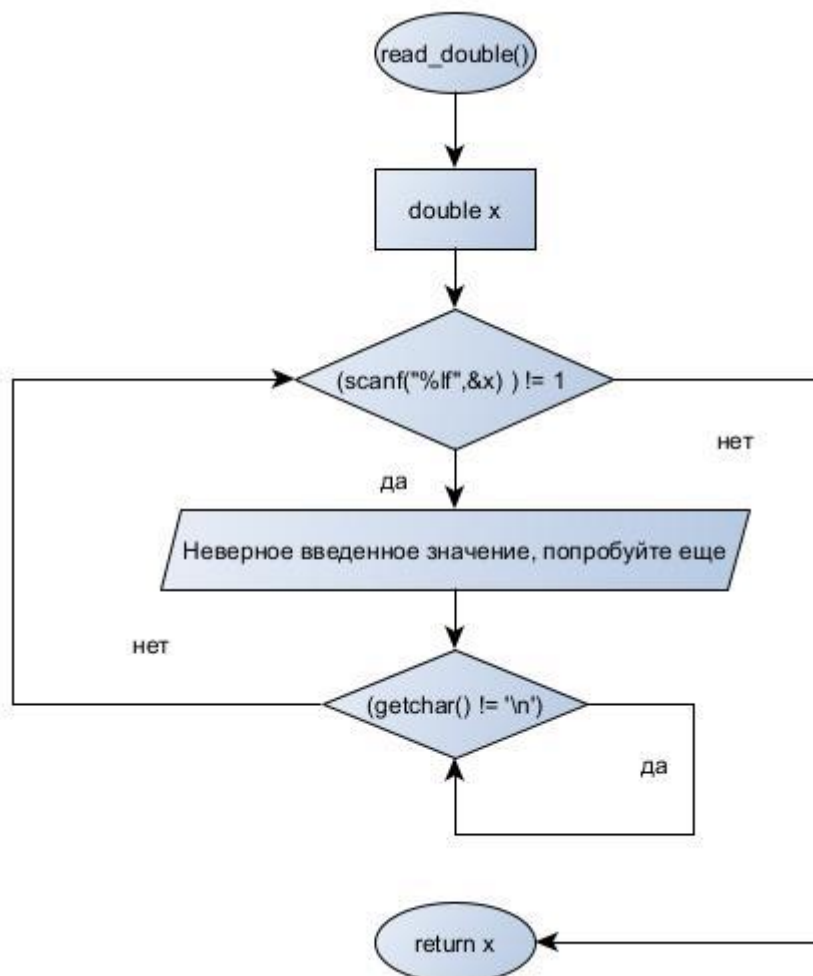 read_double()
double x
(scanf("%lf",&x) ) != 1
нет
да
Неверное введенное значение, попробуйте еще
нет
(getchar() != '\n')
да
return x